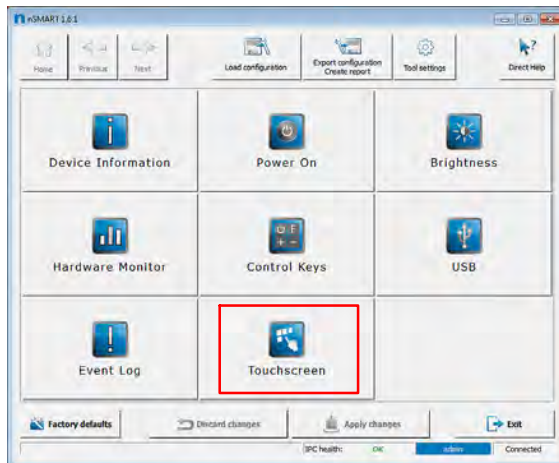 nSMART 1.6.1
Home
Previous
Next
Load configuration
Export configuration
Create report
Tool settings
Direct Help
Device Information
Power On
Brightness
Hardware Monitor
Control Keys
USB
Event Log
Touchscreen
Factory defaults
Discard changes
Apply changes
Exit
IPC health:
OK
admin
Connected